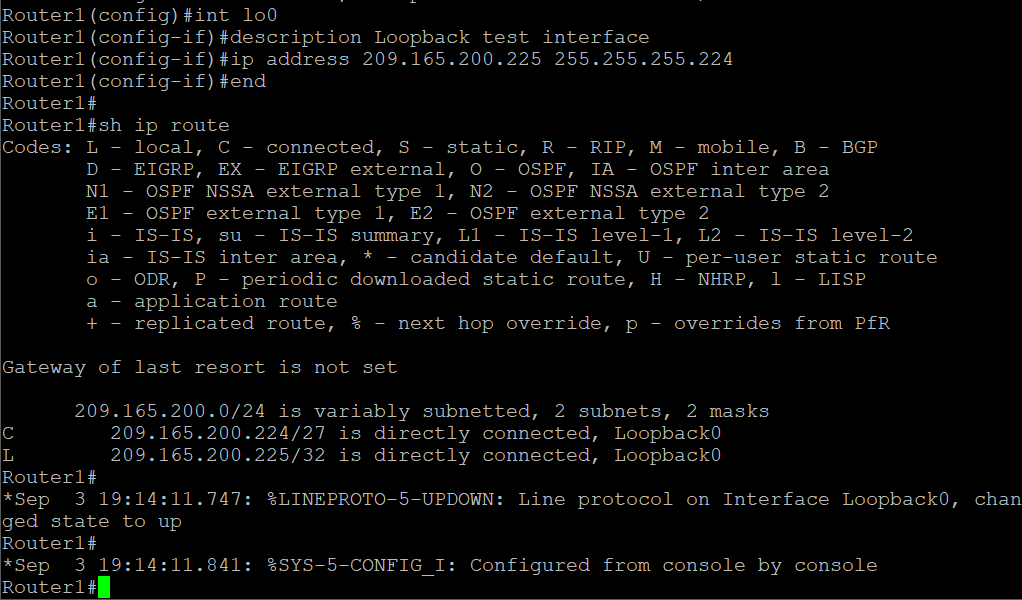 Router1(config)#int lo0
Router1(config-if)#description Loopback test interface
Router1(config-if)#ip address 209.165.200.225 255.255.255.224
Router1(config-if)#end
Router1#
Router1#sh ip route
Codes: L - local, C - connected, S - static, R - RIP, M - mobile, B - BGP
       D - EIGRP, EX - EIGRP external, O - OSPF, IA - OSPF inter area
       N1 - OSPF NSSA external type 1, N2 - OSPF NSSA external type 2
       E1 - OSPF external type 1, E2 - OSPF external type 2
       i - IS-IS, su - IS-IS summary, L1 - IS-IS level-1, L2 - IS-IS level-2
       ia - IS-IS inter area, * - candidate default, U - per-user static route
       o - ODR, P - periodic downloaded static route, H - NHRP, l - LISP
       a - application route
       + - replicated route, % - next hop override, p - overrides from PfR

Gateway of last resort is not set

      209.165.200.0/24 is variably subnetted, 2 subnets, 2 masks
C        209.165.200.224/27 is directly connected, Loopback0
L        209.165.200.225/32 is directly connected, Loopback0
Router1#
*Sep  3 19:14:11.747: %LINEPROTO-5-UPDOWN: Line protocol on Interface Loopback0, chan
ged state to up
Router1#
*Sep  3 19:14:11.841: %SYS-5-CONFIG_I: Configured from console by console
Router1#